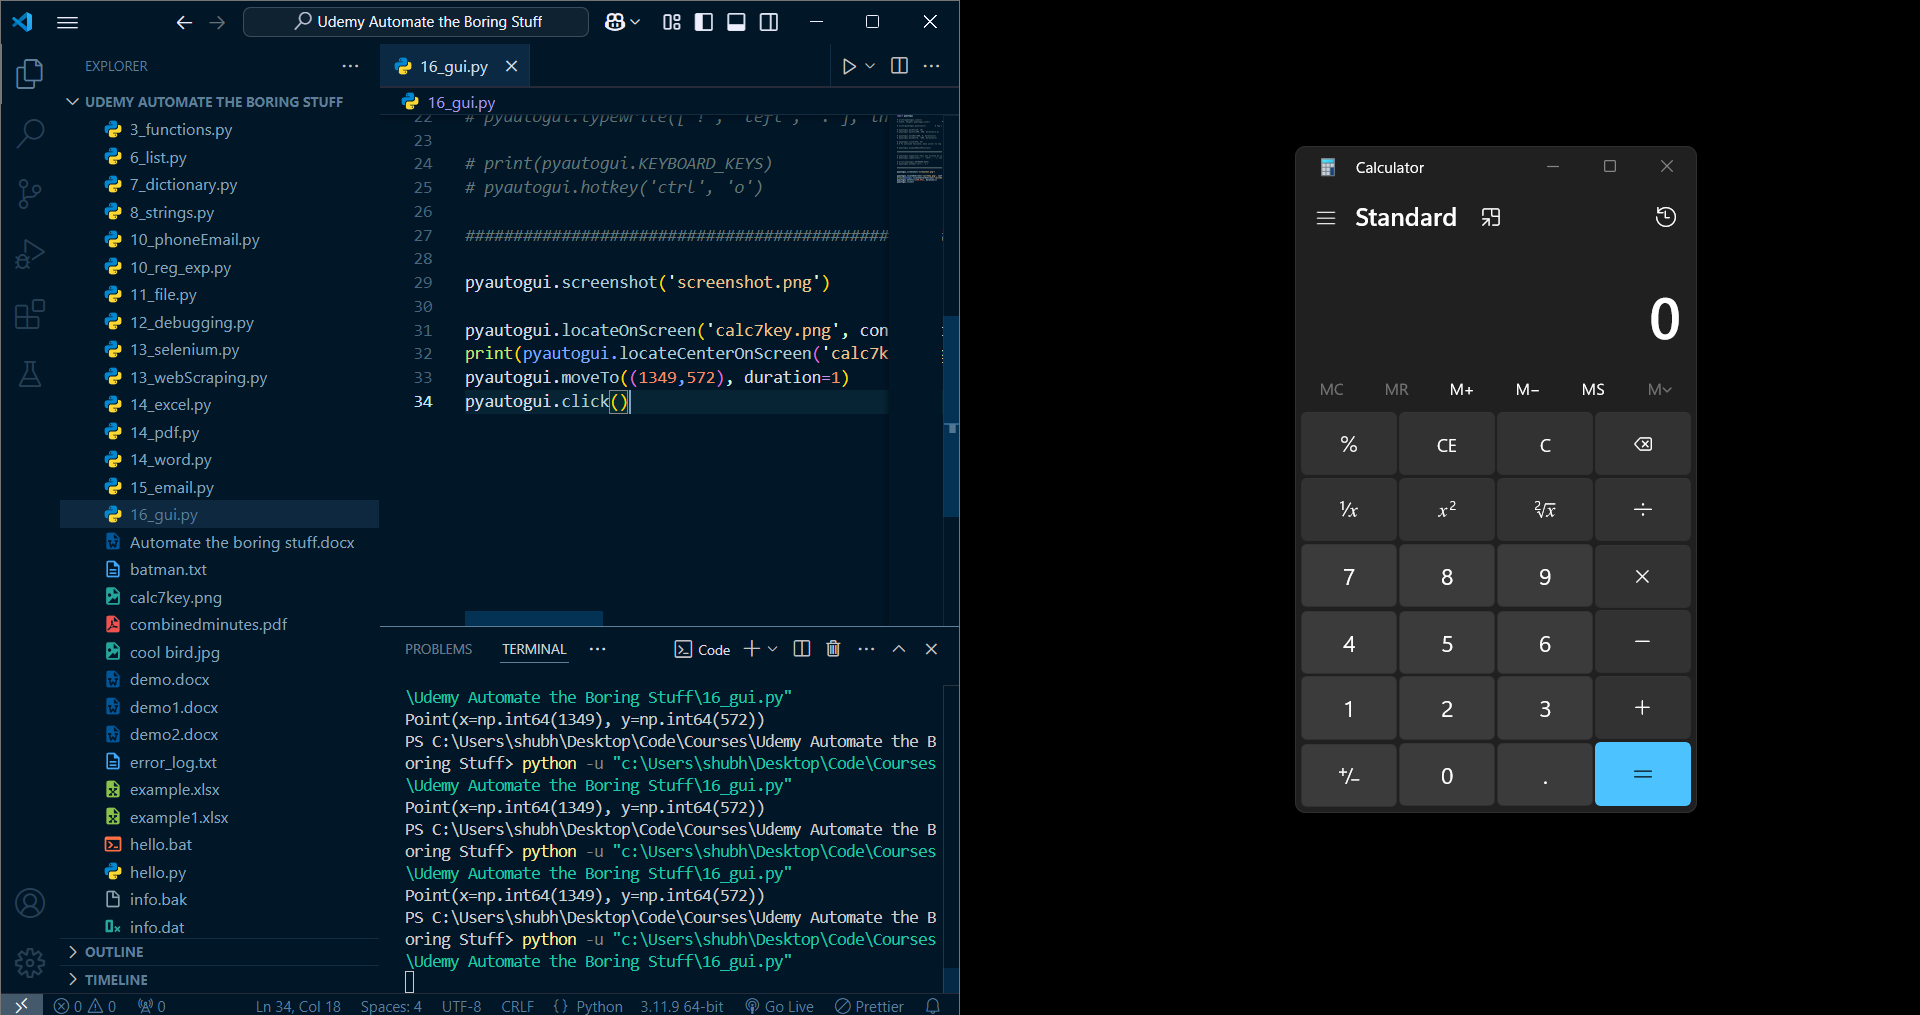 Udemy Automate the Boring Stuff
EXPLORER
UDEMY AUTOMATE THE BORING STUFF
3_functions.py
6_list.py
7_dictionary.py
8_strings.py
10_phoneEmail.py
10_reg_exp.py
11_file.py
12_debugging.py
13_selenium.py
13_webScraping.py
14_excel.py
14_pdf.py
14_word.py
15_email.py
16_gui.py
Automate the boring stuff.docx
batman.txt
calc7key.png
combinedminutes.pdf
cool bird.jpg
demo.docx
demo1.docx
demo2.docx
error_log.txt
example.xlsx
example1.xlsx
hello.bat
hello.py
info.bak
info.dat
OUTLINE
TIMELINE
16_gui.py
16_gui.py
22 # pyautogui.typewrite(['!', 'left', '.'], in
23
24 # print(pyautogui.KEYBOARD_KEYS)
25 # pyautogui.hotkey('ctrl', 'o')
26
27 ############################################
28
29 pyautogui.screenshot('screenshot.png')
30
31 pyautogui.locateOnScreen('calc7key.png', con
32 print(pyautogui.locateCenterOnScreen('calc7k
33 pyautogui.moveTo((1349,572), duration=1)
34 pyautogui.click()
PROBLEMS TERMINAL Code
\Udemy Automate the Boring Stuff\16_gui.py"
Point(x=np.int64(1349), y=np.int64(572))
PS C:\Users\shubh\Desktop\Code\Courses\Udemy Automate the B
oring Stuff> python -u "c:\Users\shubh\Desktop\Code\Courses
\Udemy Automate the Boring Stuff\16_gui.py"
Point(x=np.int64(1349), y=np.int64(572))
PS C:\Users\shubh\Desktop\Code\Courses\Udemy Automate the B
oring Stuff> python -u "c:\Users\shubh\Desktop\Code\Courses
\Udemy Automate the Boring Stuff\16_gui.py"
Point(x=np.int64(1349), y=np.int64(572))
PS C:\Users\shubh\Desktop\Code\Courses\Udemy Automate the B
oring Stuff> python -u "c:\Users\shubh\Desktop\Code\Courses
\Udemy Automate the Boring Stuff\16_gui.py"
0 0 0 Ln 34, Col 18 Spaces: 4 UTF-8 CRLF {} Python 3.11.9 64-bit Go Live Prettier
Calculator
Standard
0
MC MR M+ M− MS M
% CE C
1/x x² ²√x ÷
7 8 9 ×
4 5 6 −
1 2 3 +
+/− 0 . =